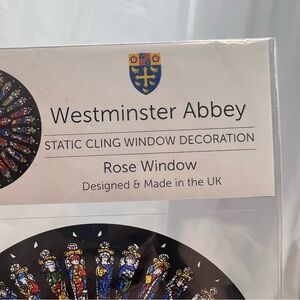 Westminster Abbey
STATIC CLING WINDOW DECORATION
Rose Window
Designed & Made in the UK